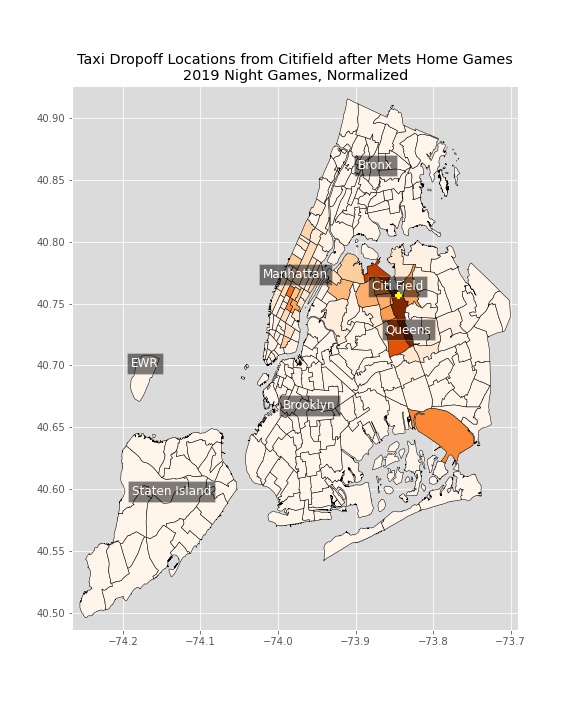 Taxi Dropoff Locations from Citifield after Mets Home Games
2019 Night Games, Normalized
40.90
Bronx
40.85
40.80
Manhattan
Citi Field
40.75
Queens
EWR
40.70
Brooklyn
40.65
Staten Island
40.60
40.55
40.50
−74.2
−74.1
−74.0
−73.9
−73.8
−73.7